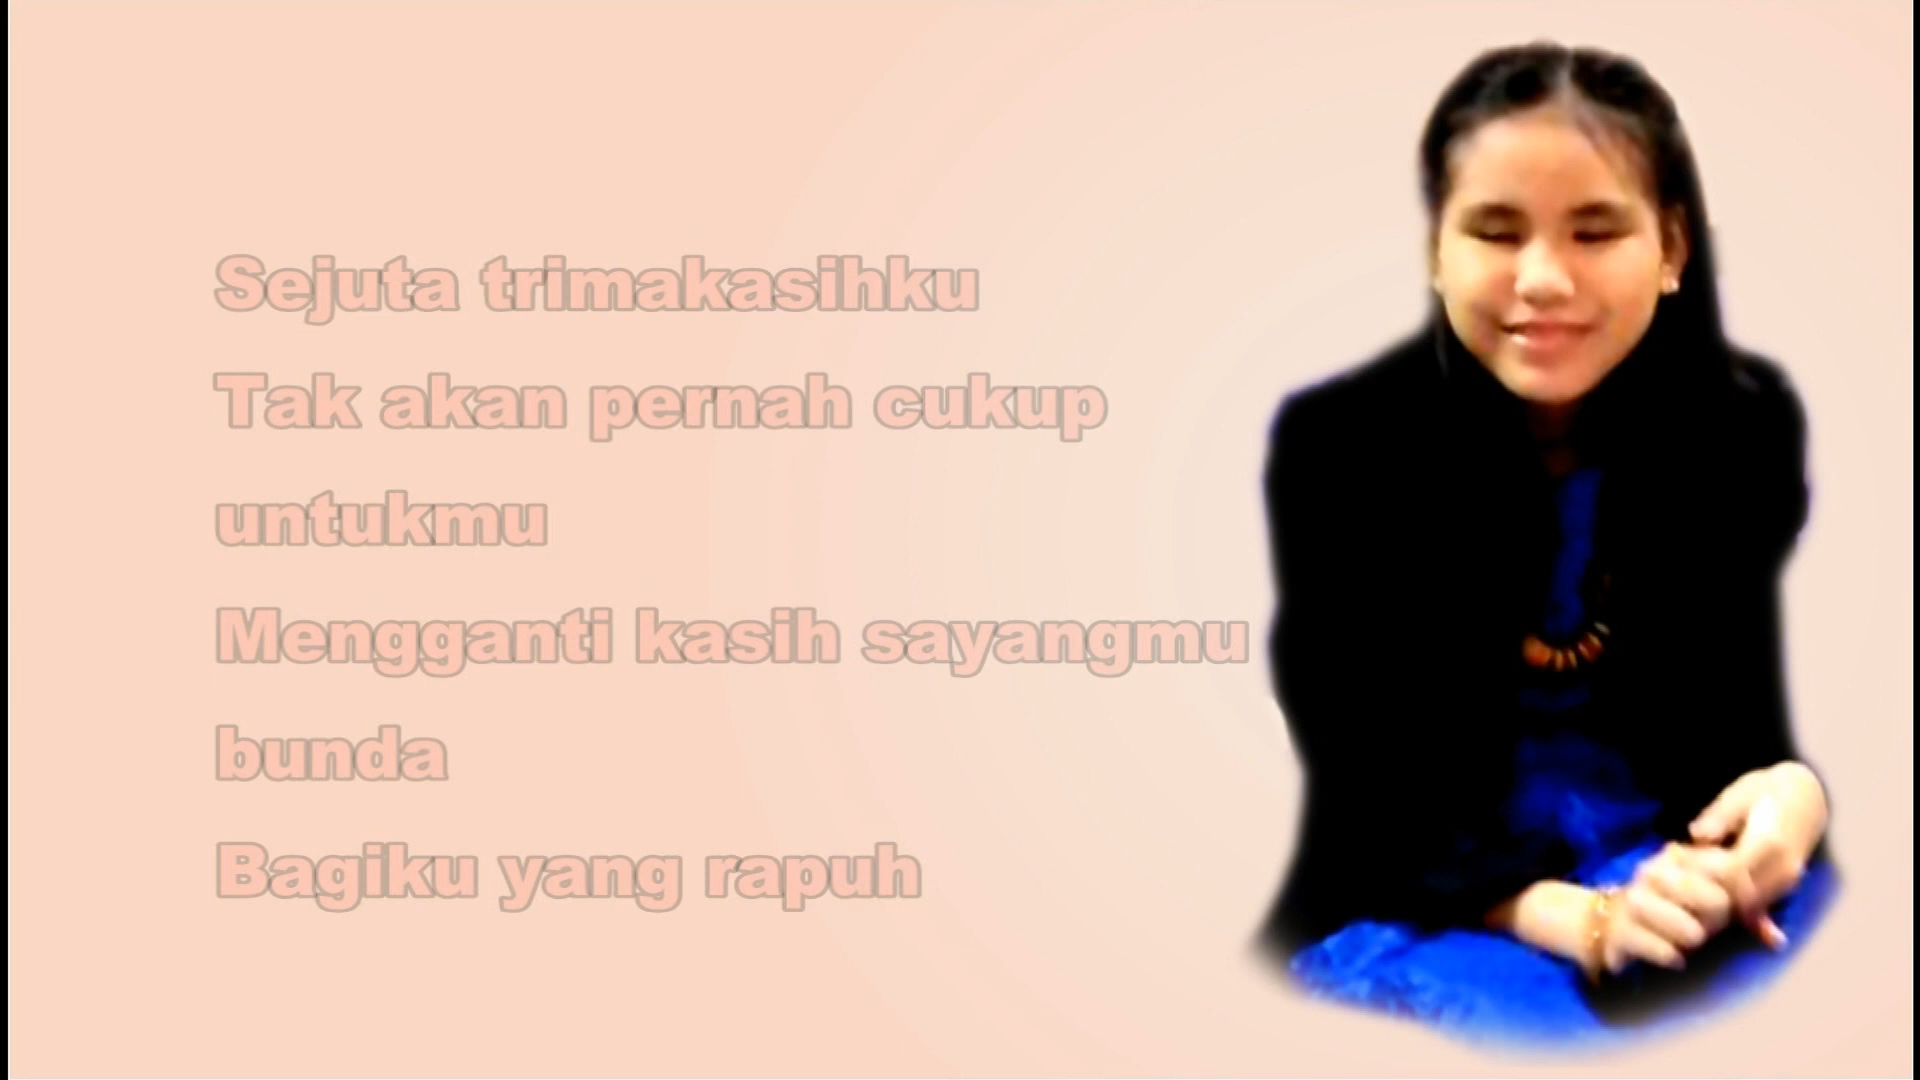 Sejuta trimakasihku
Tak akan pernah cukup
untukmu
Mengganti kasih sayangmu
bunda
Bagiku yang rapuh